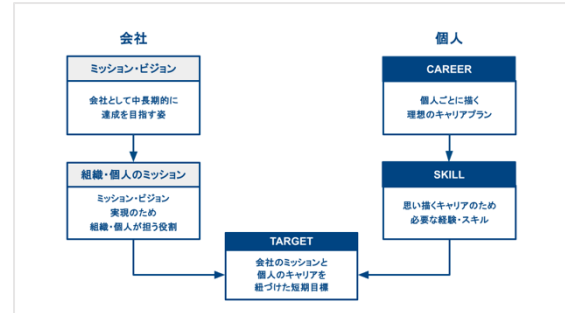 会社
ミッション・ビジョン
会社として中長期的に
達成を目指す姿
組織・個人のミッション
ミッション・ビジョン
実現のため
組織・個人が担う役割
個人
CAREER
個人ごとに描く
理想のキャリアプラン
SKILL
思い描くキャリアのため
必要な経験・スキル
TARGET
会社のミッションと
個人のキャリアを
紐づけた短期目標